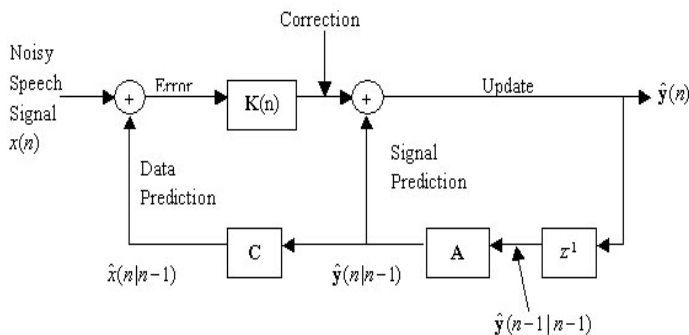 Correction
Noisy
Speech
Signal
x(n)
+
Error
K(n)
+
Update
ŷ(n)
Data
Prediction
Signal
Prediction
C
A
z⁻¹
x̂(n|n−1)
ŷ(n|n−1)
ŷ(n−1|n−1)